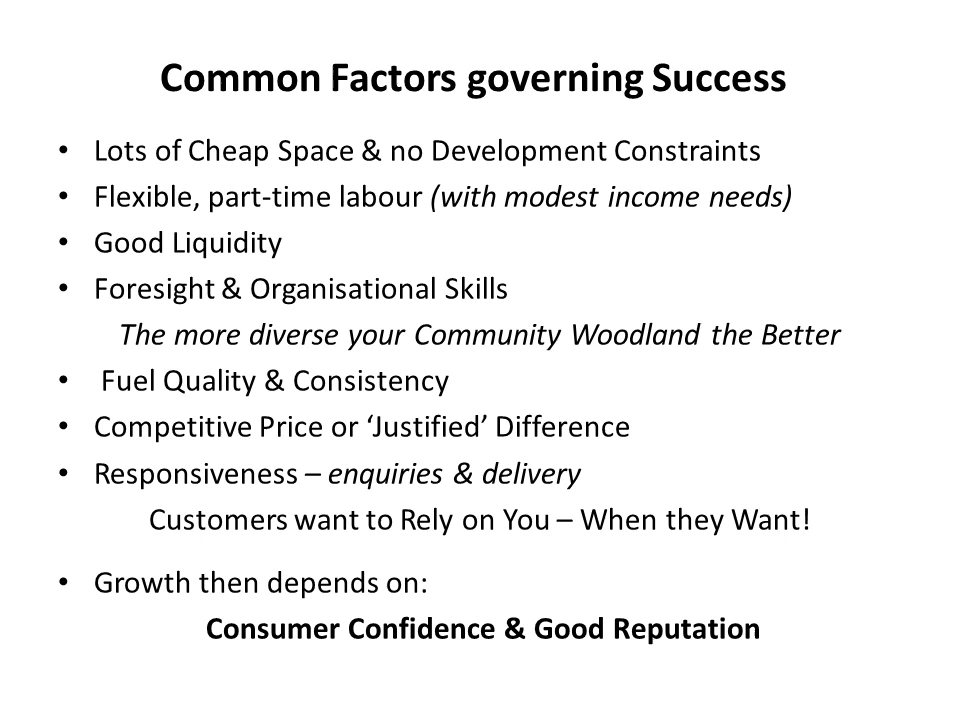 Common Factors governing Success
• Lots of Cheap Space & no Development Constraints
• Flexible, part-time labour (with modest income needs)
• Good Liquidity
• Foresight & Organisational Skills
The more diverse your Community Woodland the Better
• Fuel Quality & Consistency
• Competitive Price or ‘Justified’ Difference
• Responsiveness – enquiries & delivery
Customers want to Rely on You – When they Want!
• Growth then depends on:
Consumer Confidence & Good Reputation